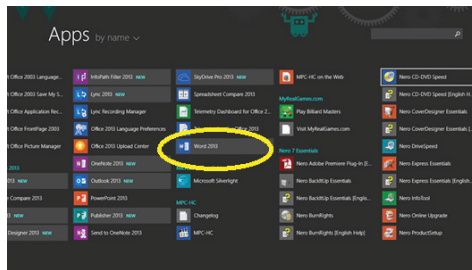 Apps by name
Office 2003 Language...
Office 2003 Save My S...
Office Application Rec...
Office FrontPage 2003
Office Picture Manager
2013
2013 NEW
Compare 2013
2013 NEW
Designer 2013 NEW
InfoPath Filler 2013 NEW
Lync 2013 NEW
Lync Recording Manager
Office 2013 Language Preferences
Office 2013 Upload Center
OneNote 2013 NEW
Outlook 2013 NEW
PowerPoint 2013
Publisher 2013 NEW
Send to OneNote 2013
SkyDrive Pro 2013 NEW
Spreadsheet Compare 2013
Telemetry Dashboard for Office 2...
Office 2013
Word 2013
Microsoft Silverlight
MPC-HC
Changelog
MPC-HC
MPC-HC on the Web
MyRealGames.com
Play Billiard Masters
Visit MyRealGames.com
Nero 7 Essentials
Nero Adobe Premiere Plug-In [E...
Nero BackItUp Essentials
Nero BackItUp Essentials [Englis...
Nero BurnRights
Nero BurnRights [English Help]
Nero CD-DVD Speed
Nero CD-DVD Speed [English H...
Nero CoverDesigner Essentials
Nero CoverDesigner Essentials [...
Nero DriveSpeed
Nero Express Essentials
Nero Express Essentials [English...
Nero InfoTool
Nero Online Upgrade
Nero ProductSetup